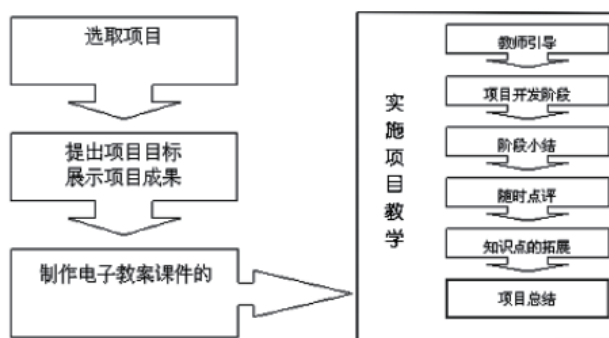 选取项目
提出项目目标
展示项目成果
制作电子教案课件的
实施项目教学
教师引导
项目开发阶段
阶段小结
随时点评
知识点的拓展
项目总结